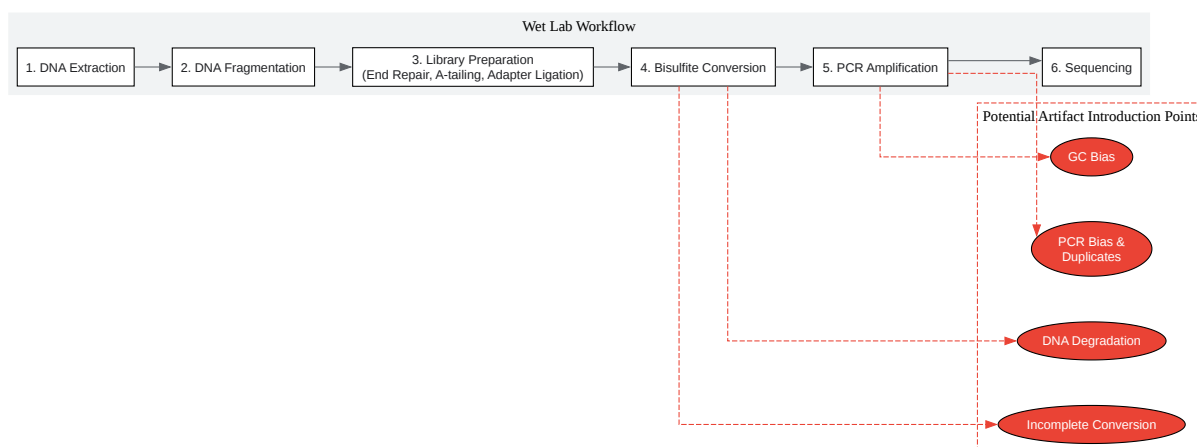 Wet Lab Workflow
1. DNA Extraction
2. DNA Fragmentation
3. Library Preparation
(End Repair, A-tailing, Adapter Ligation)
4. Bisulfite Conversion
5. PCR Amplification
6. Sequencing
Potential Artifact Introduction Points
GC Bias
PCR Bias &
Duplicates
DNA Degradation
Incomplete Conversion